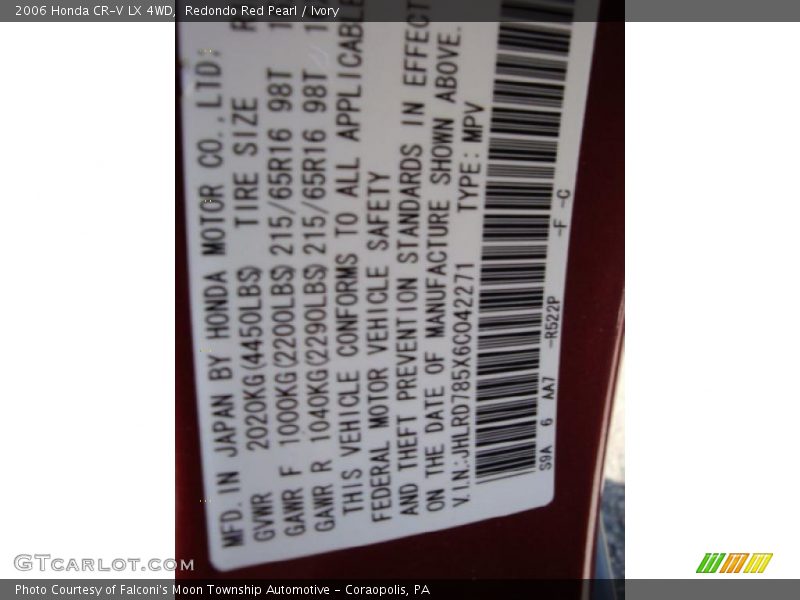 2006 Honda CR-V LX 4WD, Redondo Red Pearl / Ivory
MFD. IN JAPAN BY HONDA MOTOR CO.,LTD:
GVWR 2020KG(4450LBS) TIRE SIZE
GAWR F 1000KG(2200LBS) 215/65R16 98T
GAWR R 1040KG(2290LBS) 215/65R16 98T
THIS VEHICLE CONFORMS TO ALL APPLICABLE
FEDERAL MOTOR VEHICLE SAFETY
AND THEFT PREVENTION STANDARDS IN EFFECT
ON THE DATE OF MANUFACTURE SHOWN ABOVE.
V.I.N.:JHLRD785X6C042271 TYPE: MPV
S9A 6 AA7 -R522P -F -C
GTcarlot.com
Photo Courtesy of Falconi's Moon Township Automotive - Coraopolis, PA